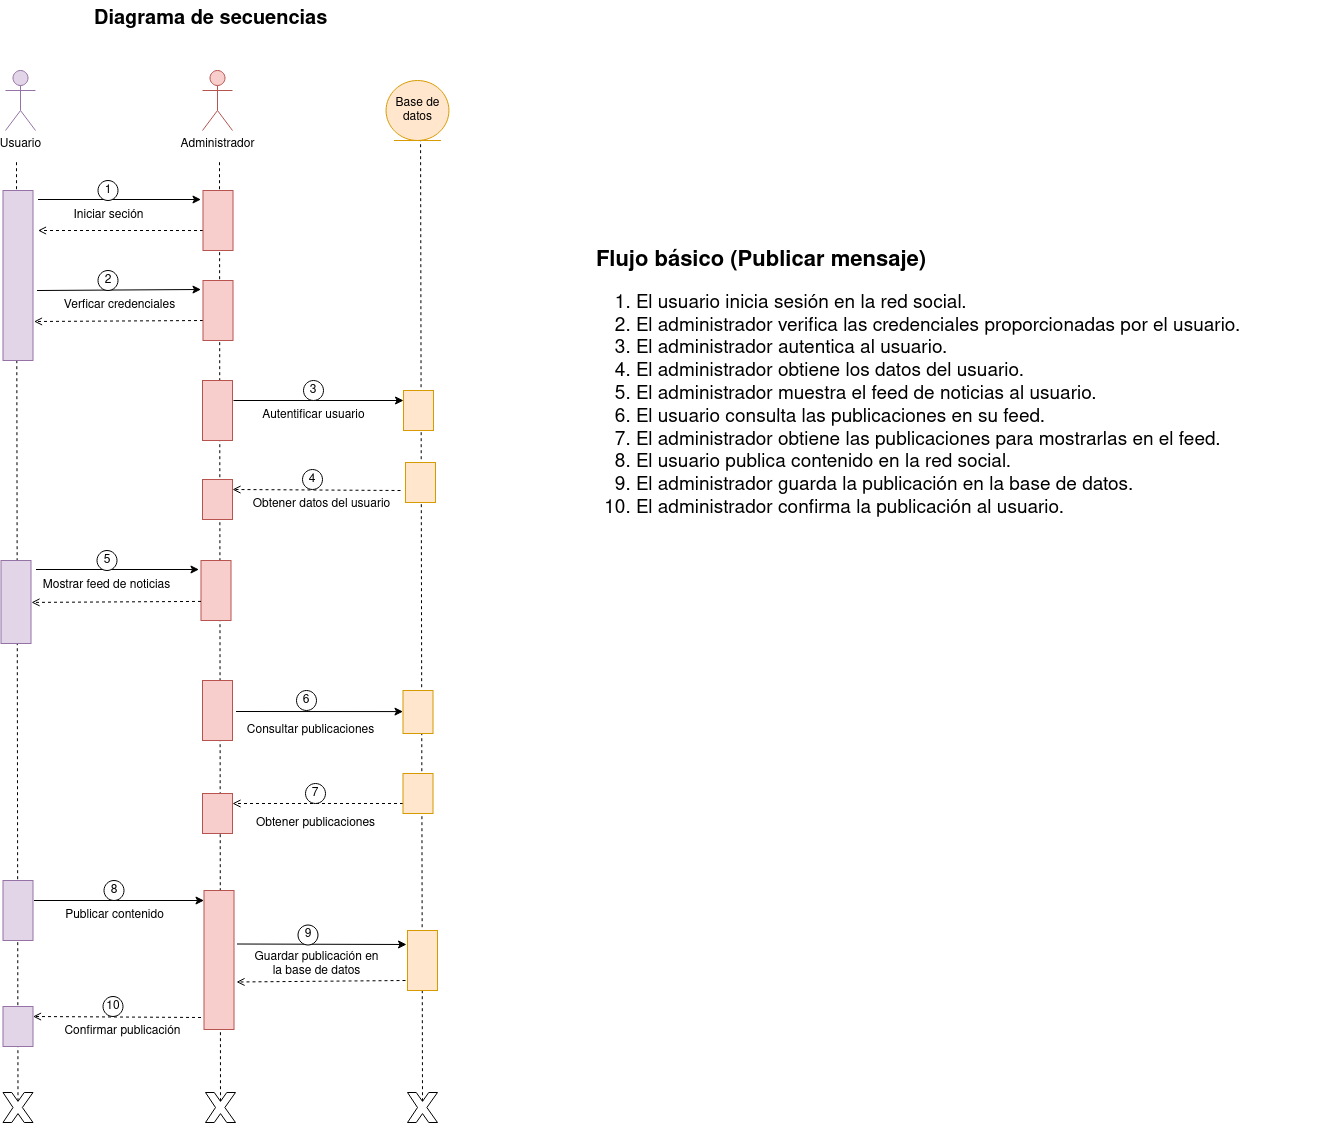 Diagrama de secuencias
Usuario
Administrador
Base de
datos
1
Iniciar seción
2
Verficar credenciales
3
Autentificar usuario
4
Obtener datos del usuario
5
Mostrar feed de noticias
6
Consultar publicaciones
7
Obtener publicaciones
8
Publicar contenido
9
Guardar publicación en
la base de datos
10
Confirmar publicación
Flujo básico (Publicar mensaje)
1. El usuario inicia sesión en la red social.
2. El administrador verifica las credenciales proporcionadas por el usuario.
3. El administrador autentica al usuario.
4. El administrador obtiene los datos del usuario.
5. El administrador muestra el feed de noticias al usuario.
6. El usuario consulta las publicaciones en su feed.
7. El administrador obtiene las publicaciones para mostrarlas en el feed.
8. El usuario publica contenido en la red social.
9. El administrador guarda la publicación en la base de datos.
10. El administrador confirma la publicación al usuario.